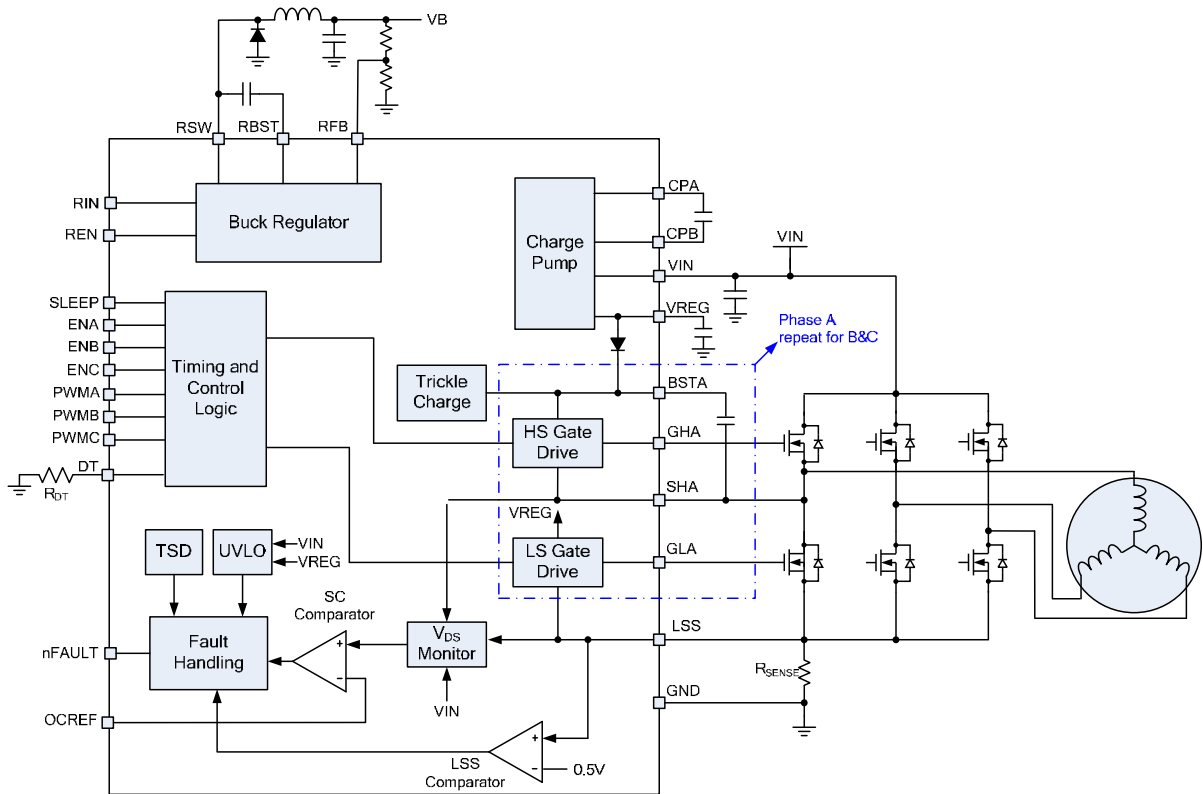 VB
RSW
RBST
RFB
RIN
REN
Buck Regulator
CPA
CPB
VIN
VREG
Charge
Pump
VIN
SLEEP
ENA
ENB
ENC
PWMA
PWMB
PWMC
DT
RDT
Timing and
Control
Logic
Phase A
repeat for B&C
Trickle
Charge
BSTA
HS Gate
Drive
GHA
SHA
VREG
LS Gate
Drive
GLA
TSD
UVLO
VIN
VREG
SC
Comparator
Fault
Handling
nFAULT
VDS
Monitor
VIN
LSS
RSENSE
GND
OCREF
LSS
Comparator
0.5V
+
−
+
−